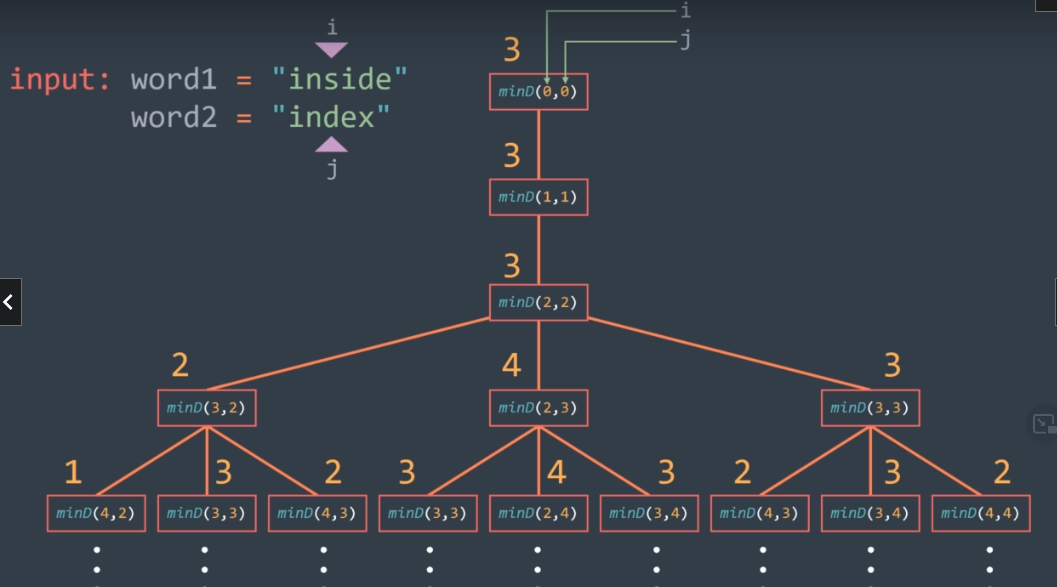 i
j
i
3
input: word1 = "inside"
minD(0,0)
word2 = "index"
j
3
minD(1,1)
3
minD(2,2)
2 4 3
minD(3,2) minD(2,3) minD(3,3)
1 3 2 3 4 3 2 3 2
minD(4,2) minD(3,3) minD(4,3) minD(3,3) minD(2,4) minD(3,4) minD(4,3) minD(3,4) minD(4,4)